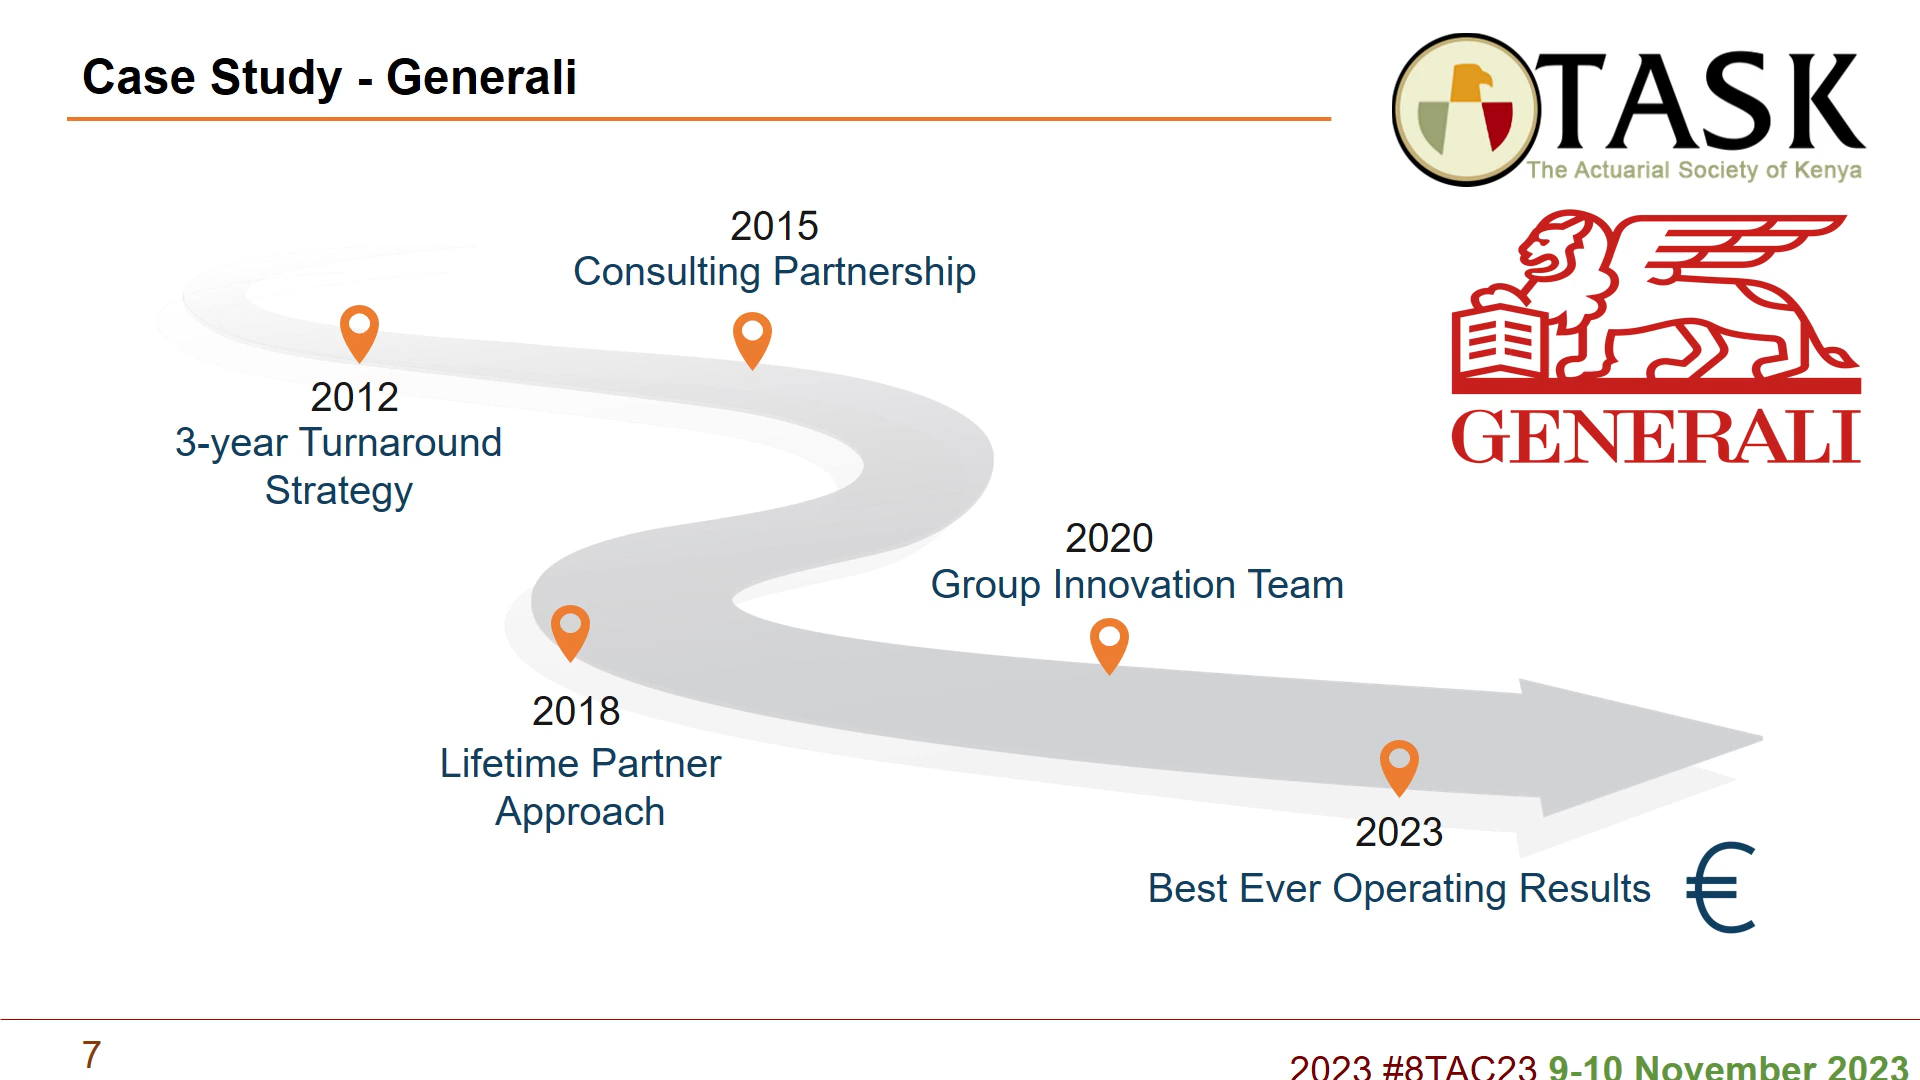 Case Study - Generali
TASK
The Actuarial Society of Kenya
GENERALI
2012
3-year Turnaround
Strategy
2015
Consulting Partnership
2018
Lifetime Partner
Approach
2020
Group Innovation Team
2023
Best Ever Operating Results
€
7
2023 #8TAC23 9-10 November 2023